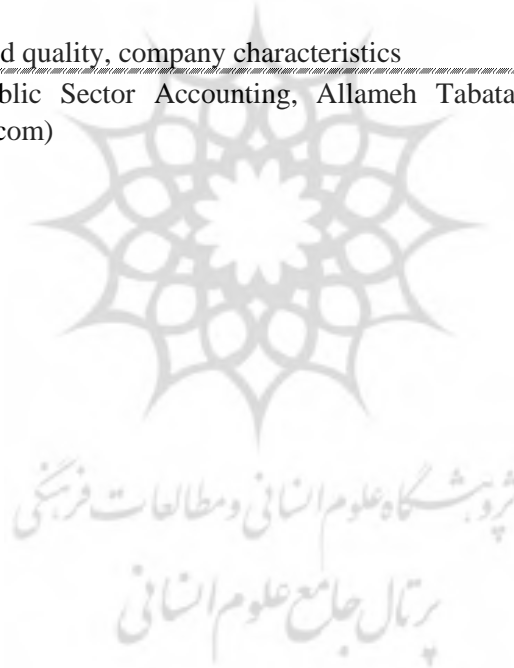 d quality, company characteristics
blic Sector Accounting, Allameh Tabata
com)
پژوهشگاه علوم انسانی و مطالعات فرهنگی
پرتال جامع علوم انسانی